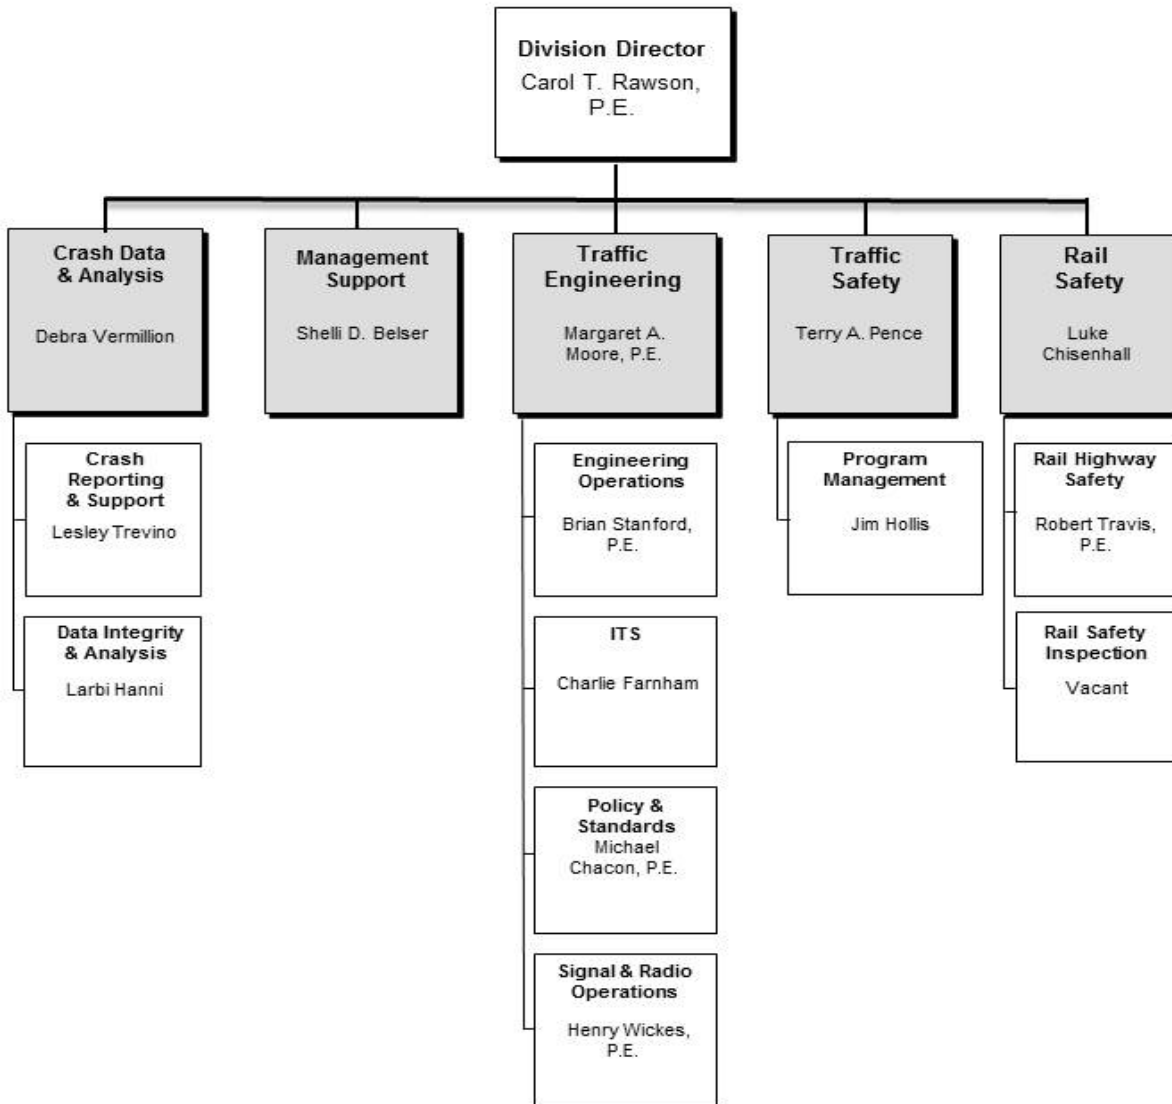 Division Director
Carol T. Rawson,
P.E.
Crash Data
& Analysis
Debra Vermillion
Management
Support
Shelli D. Belser
Traffic
Engineering
Margaret A.
Moore, P.E.
Traffic
Safety
Terry A. Pence
Rail
Safety
Luke
Chisenhall
Crash
Reporting
& Support
Lesley Trevino
Data Integrity
& Analysis
Larbi Hanni
Engineering
Operations
Brian Stanford,
P.E.
ITS
Charlie Farnham
Policy &
Standards
Michael
Chacon, P.E.
Signal & Radio
Operations
Henry Wickes,
P.E.
Program
Management
Jim Hollis
Rail Highway
Safety
Robert Travis,
P.E.
Rail Safety
Inspection
Vacant